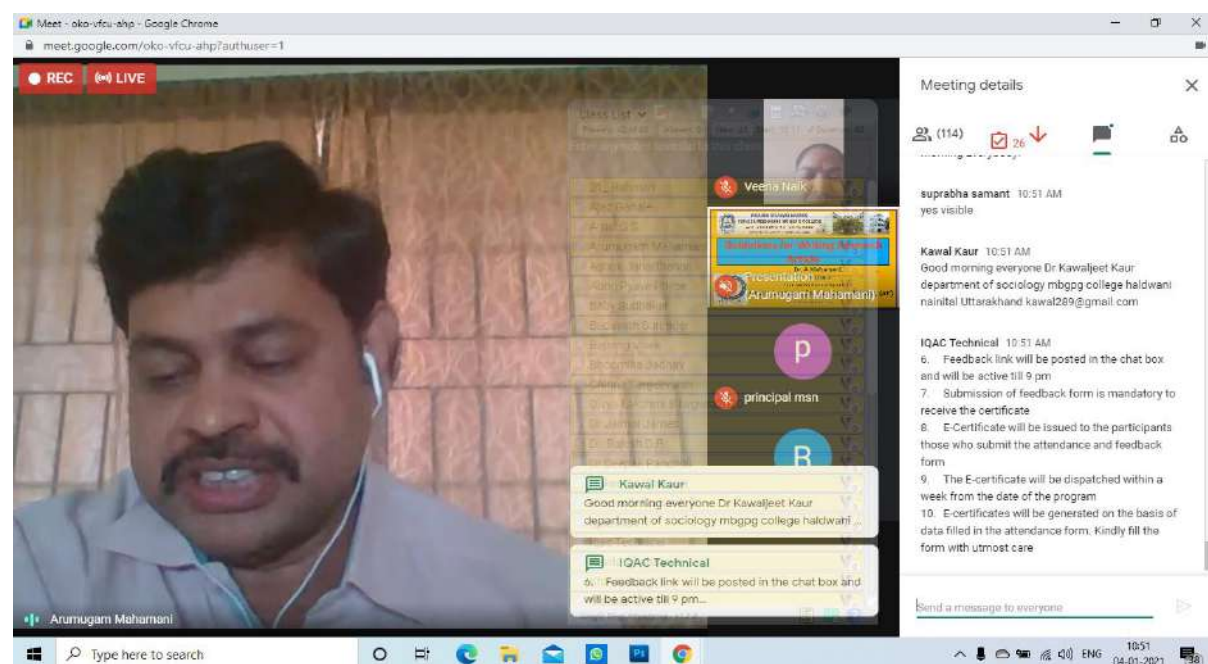 Meet - oko-vfcu-ahp - Google Chrome
meet.google.com/oko-vfcu-ahp?authuser=1
REC
LIVE
Class List
Veena Naik
Guidelines for Writing Research
Article
Presentation
(Arumugam Mahamani)
p
principal msn
R
Kawal Kaur
Good morning everyone Dr Kawaljeet Kaur
department of sociology mbgpg college haldwani ...
IQAC Technical
6. Feedback link will be posted in the chat box and
will be active till 9 pm...
Arumugam Mahamani
Meeting details
(114)
26
suprabha samant 10:51 AM
yes visible
Kawal Kaur 10:51 AM
Good morning everyone Dr Kawaljeet Kaur
department of sociology mbgpg college haldwani
nainital Uttarakhand kawal289@gmail.com
IQAC Technical 10:51 AM
6. Feedback link will be posted in the chat box
and will be active till 9 pm
7. Submission of feedback form is mandatory to
receive the certificate
8. E-Certificate will be issued to the participants
those who submit the attendance and feedback
form
9. The E-certificate will be dispatched within a
week from the date of the program
10. E-certificates will be generated on the basis of
data filled in the attendance form. Kindly fill the
form with utmost care
Send a message to everyone
Type here to search
Ps
ENG
10:51
04-01-2021
38